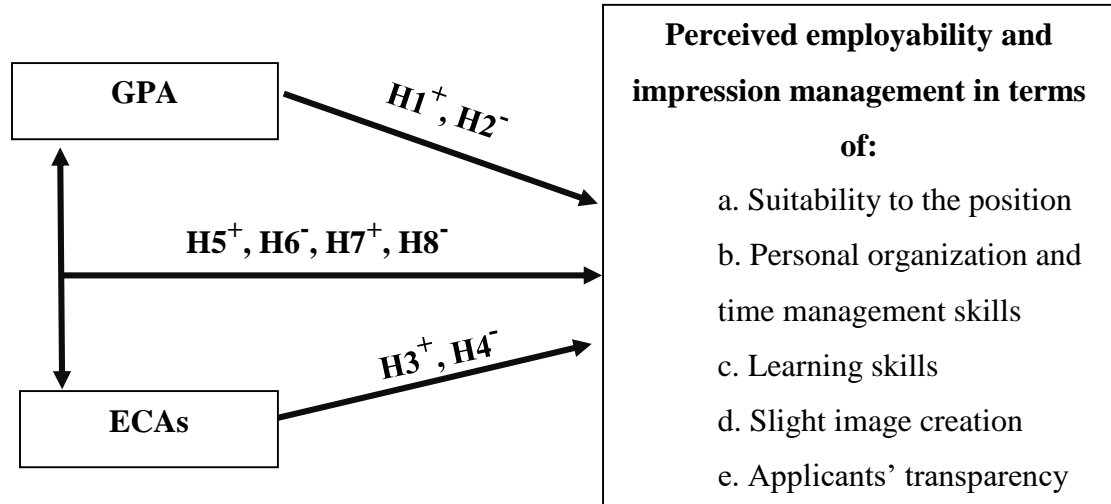 GPA
H1⁺, H2⁻
H5⁺, H6⁻, H7⁺, H8⁻
H3⁺, H4⁻
ECAs
Perceived employability and
impression management in terms
of:
a. Suitability to the position
b. Personal organization and
time management skills
c. Learning skills
d. Slight image creation
e. Applicants’ transparency